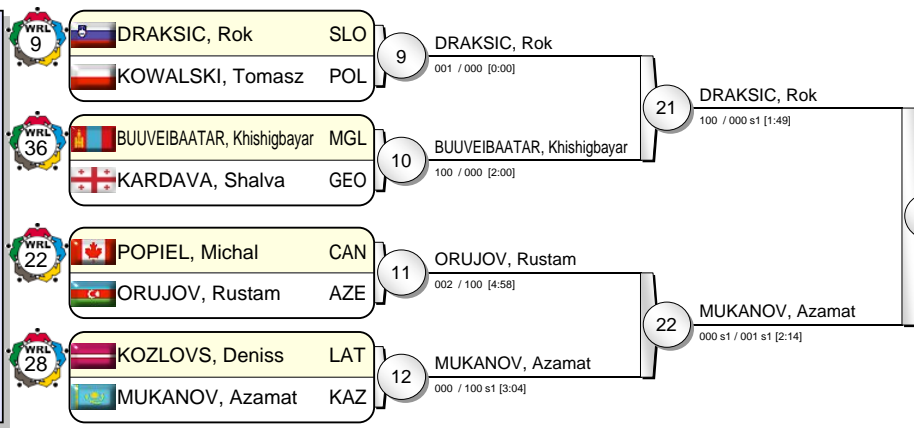 WRL 9
DRAKSIC, Rok SLO
KOWALSKI, Tomasz POL
9
DRAKSIC, Rok
001 / 000 [0:00]
21
DRAKSIC, Rok
100 / 000 s1 [1:49]
WRL 36
BUUVEIBAATAR, Khishigbayar MGL
KARDAVA, Shalva GEO
10
BUUVEIBAATAR, Khishigbayar
100 / 000 [2:00]
WRL 22
POPIEL, Michal CAN
ORUJOV, Rustam AZE
11
ORUJOV, Rustam
002 / 100 [4:58]
22
MUKANOV, Azamat
000 s1 / 001 s1 [2:14]
WRL 28
KOZLOVS, Deniss LAT
MUKANOV, Azamat KAZ
12
MUKANOV, Azamat
000 / 100 s1 [3:04]